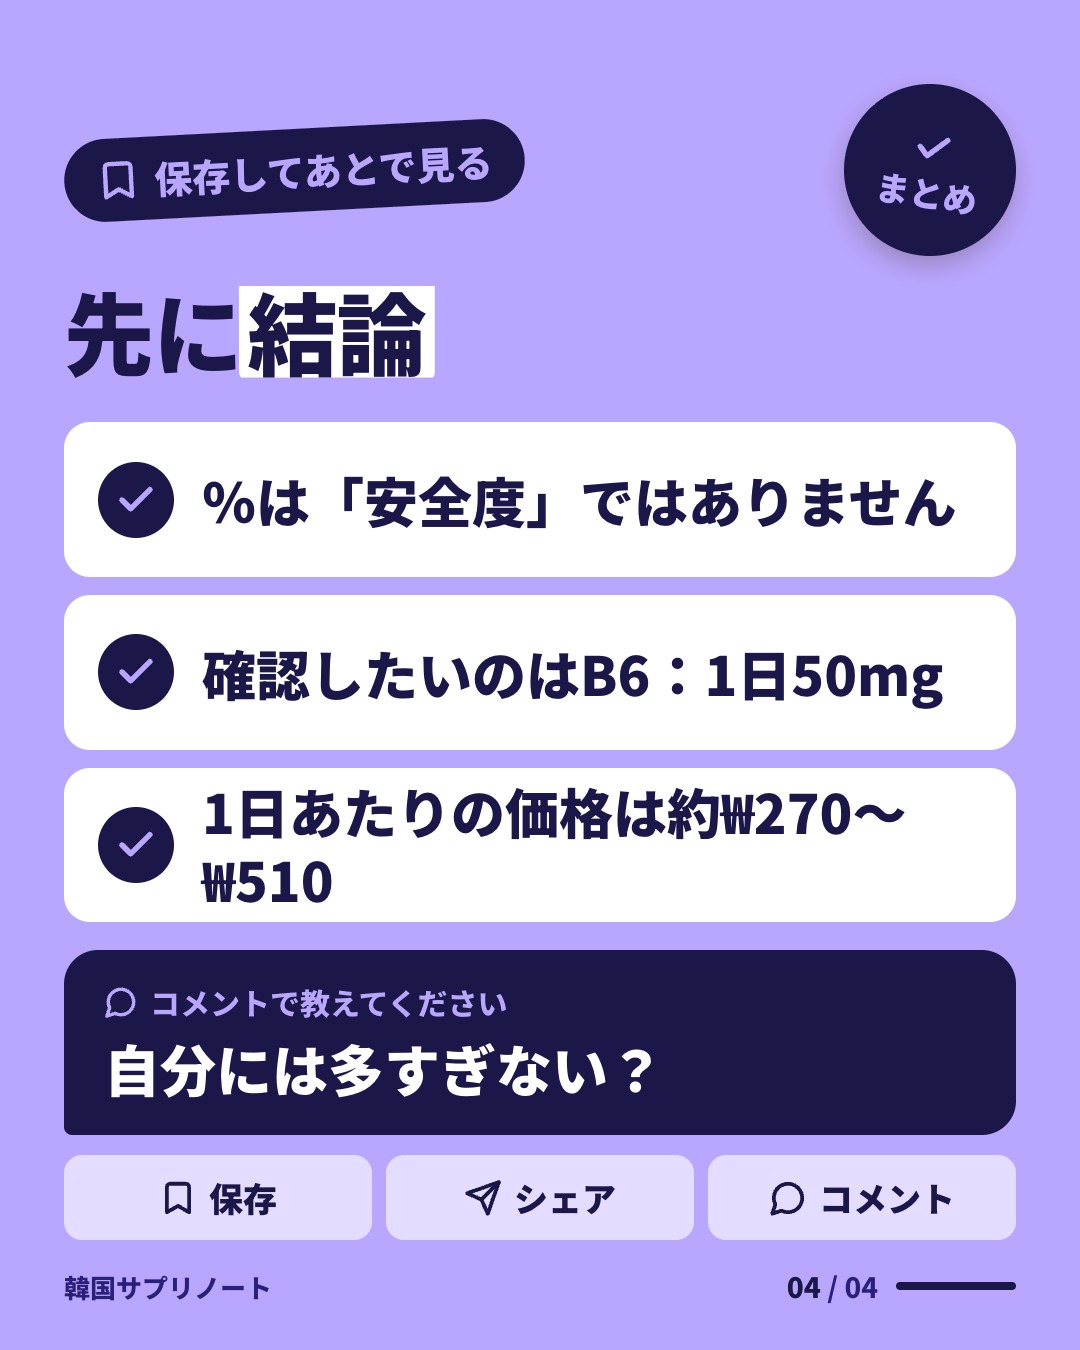 保存してあとで見る
まとめ
先に結論
%は「安全度」ではありません
確認したいのはB6：1日50mg
1日あたりの価格は約₩270〜
₩510
コメントで教えてください
自分には多すぎない？
保存
シェア
コメント
韓国サプリノート
04 / 04